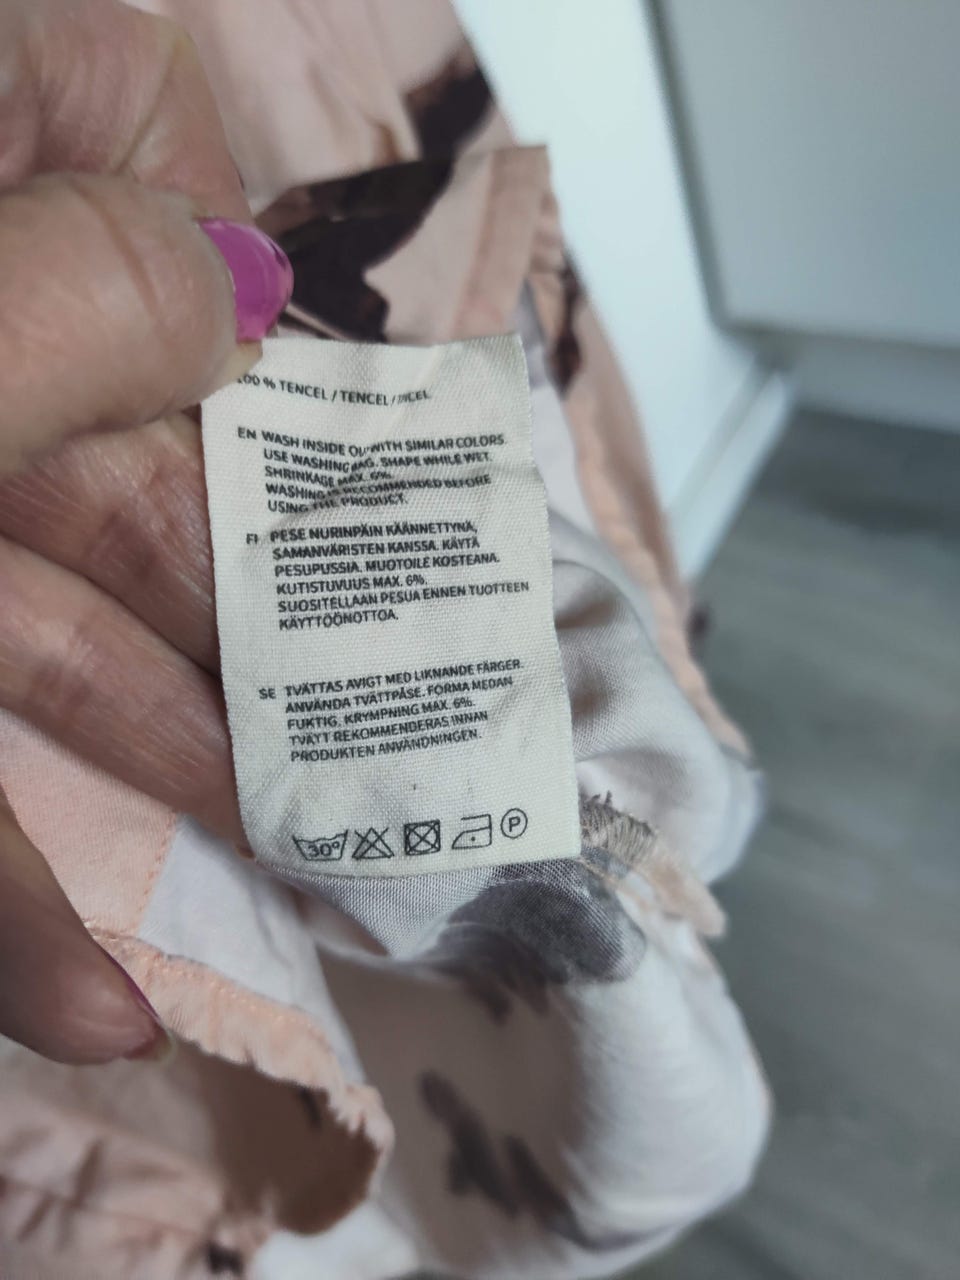 100 % TENCEL / TENCEL /
EN WASH INSIDE OUT WITH SIMILAR COLORS.
USE WASHING BAG. SHAPE WHILE WET.
SHRINKAGE MAX. 6%.
WASHING IS RECOMMENDED BEFORE
USING THE PRODUCT.
FI PESE NURINPÄIN KÄÄNNETTYNÄ,
SAMANVÄRISTEN KANSSA. KÄYTÄ
PESUPUSSIA. MUOTOILE KOSTEANA.
KUTISTUVUUS MAX. 6%.
SUOSITELLAAN PESUA ENNEN TUOTTEEN
KÄYTTÖÖNOTTOA.
SE TVÄTTAS AVIGT MED LIKNANDE FÄRGER.
ANVÄNDA TVÄTTPÅSE. FORMA MEDAN
FUKTIG. KRYMPNING MAX. 6%.
TVÄTT REKOMMENDERAS INNAN
PRODUKTEN ANVÄNDNINGEN.
30° P